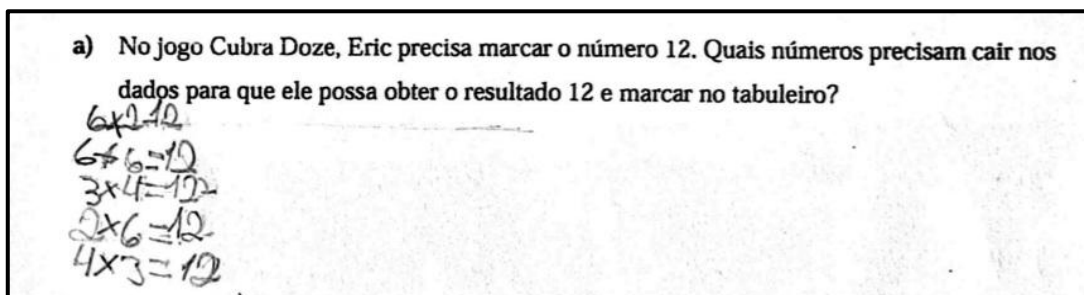 a) No jogo Cubra Doze, Eric precisa marcar o número 12. Quais números precisam cair nos
dados para que ele possa obter o resultado 12 e marcar no tabuleiro?
6x2=12
6+6=12
3x4=12
2x6=12
4x3=12